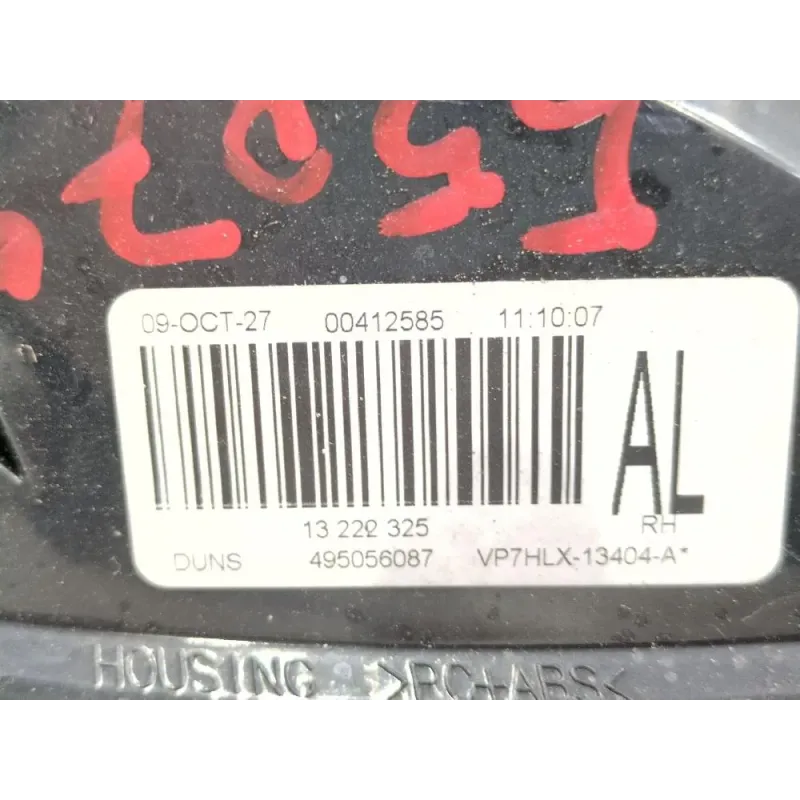 09-OCT-27 00412585 11:10:07
AL
13 222 325 RH
DUNS 495056087 VP7HLX-13404-A*
HOUSING >PC+ABS<